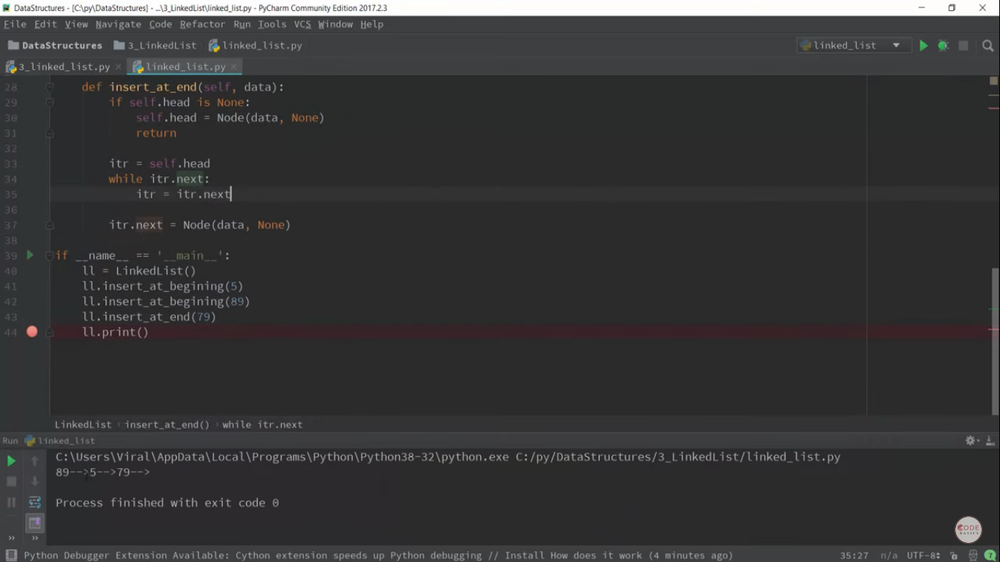 DataStructures - [C:\py\DataStructures] - ...\3_LinkedList\linked_list.py - PyCharm Community Edition 2017.2.3
File Edit View Navigate Code Refactor Run Tools VCS Window Help
DataStructures 3_LinkedList linked_list.py linked_list
3_linked_list.py linked_list.py
28 def insert_at_end(self, data):
29 if self.head is None:
30 self.head = Node(data, None)
31 return
32
33 itr = self.head
34 while itr.next:
35 itr = itr.next
36
37 itr.next = Node(data, None)
38
39 if __name__ == '__main__':
40 ll = LinkedList()
41 ll.insert_at_begining(5)
42 ll.insert_at_begining(89)
43 ll.insert_at_end(79)
44 ll.print()
LinkedList insert_at_end() while itr.next
Run linked_list
C:\Users\Viral\AppData\Local\Programs\Python\Python38-32\python.exe C:/py/DataStructures/3_LinkedList/linked_list.py
89-->5-->79-->
Process finished with exit code 0
CODE
BASICS
Python Debugger Extension Available: Cython extension speeds up Python debugging // Install How does it work (4 minutes ago) 35:27 n/a UTF-8